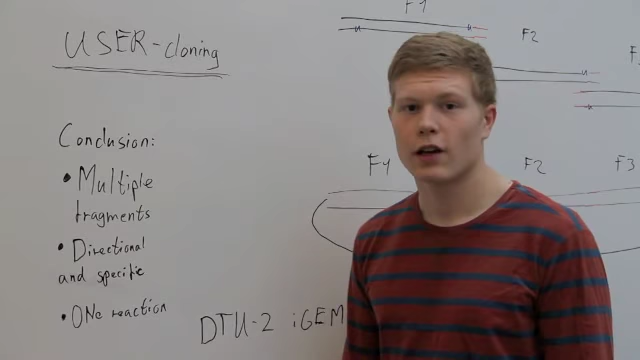 USER-cloning
Conclusion:
• Multiple
fragments
• Directional
and specific
• One reaction
DTU-2 iGEM
F1
F2
F1
F2
F3